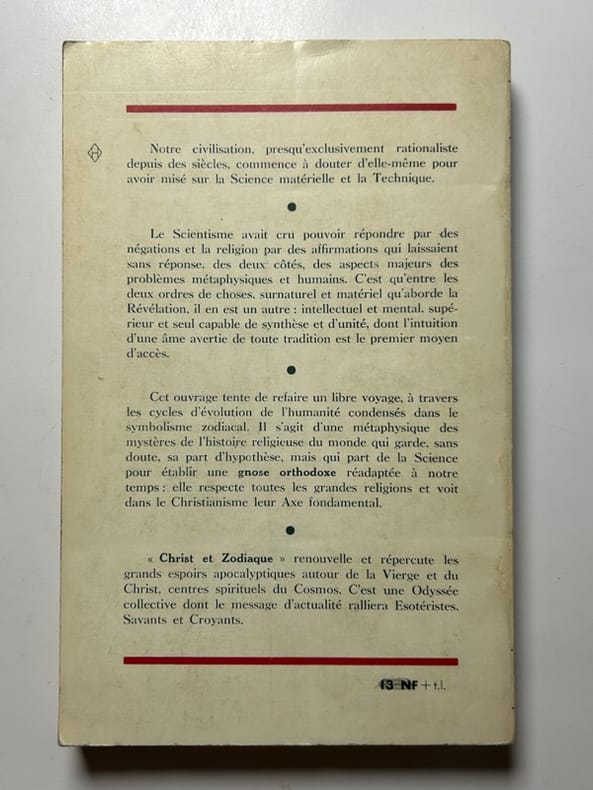 Notre civilisation, presqu'exclusivement rationaliste
depuis des siècles, commence à douter d'elle-même pour
avoir misé sur la Science matérielle et la Technique.
Le Scientisme avait cru pouvoir répondre par des
négations et la religion par des affirmations qui laissaient
sans réponse, des deux côtés, des aspects majeurs des
problèmes métaphysiques et humains. C'est qu'entre les
deux ordres de choses, surnaturel et matériel qu'aborde la
Révélation, il en est un autre : intellectuel et mental, supé-
rieur et seul capable de synthèse et d'unité, dont l'intuition
d'une âme avertie de toute tradition est le premier moyen
d'accès.
Cet ouvrage tente de refaire un libre voyage, à travers
les cycles d'évolution de l'humanité condensés dans le
symbolisme zodiacal. Il s'agit d'une métaphysique des
mystères de l'histoire religieuse du monde qui garde, sans
doute, sa part d'hypothèse, mais qui part de la Science
pour établir une gnose orthodoxe réadaptée à notre
temps : elle respecte toutes les grandes religions et voit
dans le Christianisme leur Axe fondamental.
« Christ et Zodiaque » renouvelle et répercute les
grands espoirs apocalyptiques autour de la Vierge et du
Christ, centres spirituels du Cosmos. C'est une Odyssée
collective dont le message d'actualité ralliera Esotéristes,
Savants et Croyants.
13 NF + t.l.